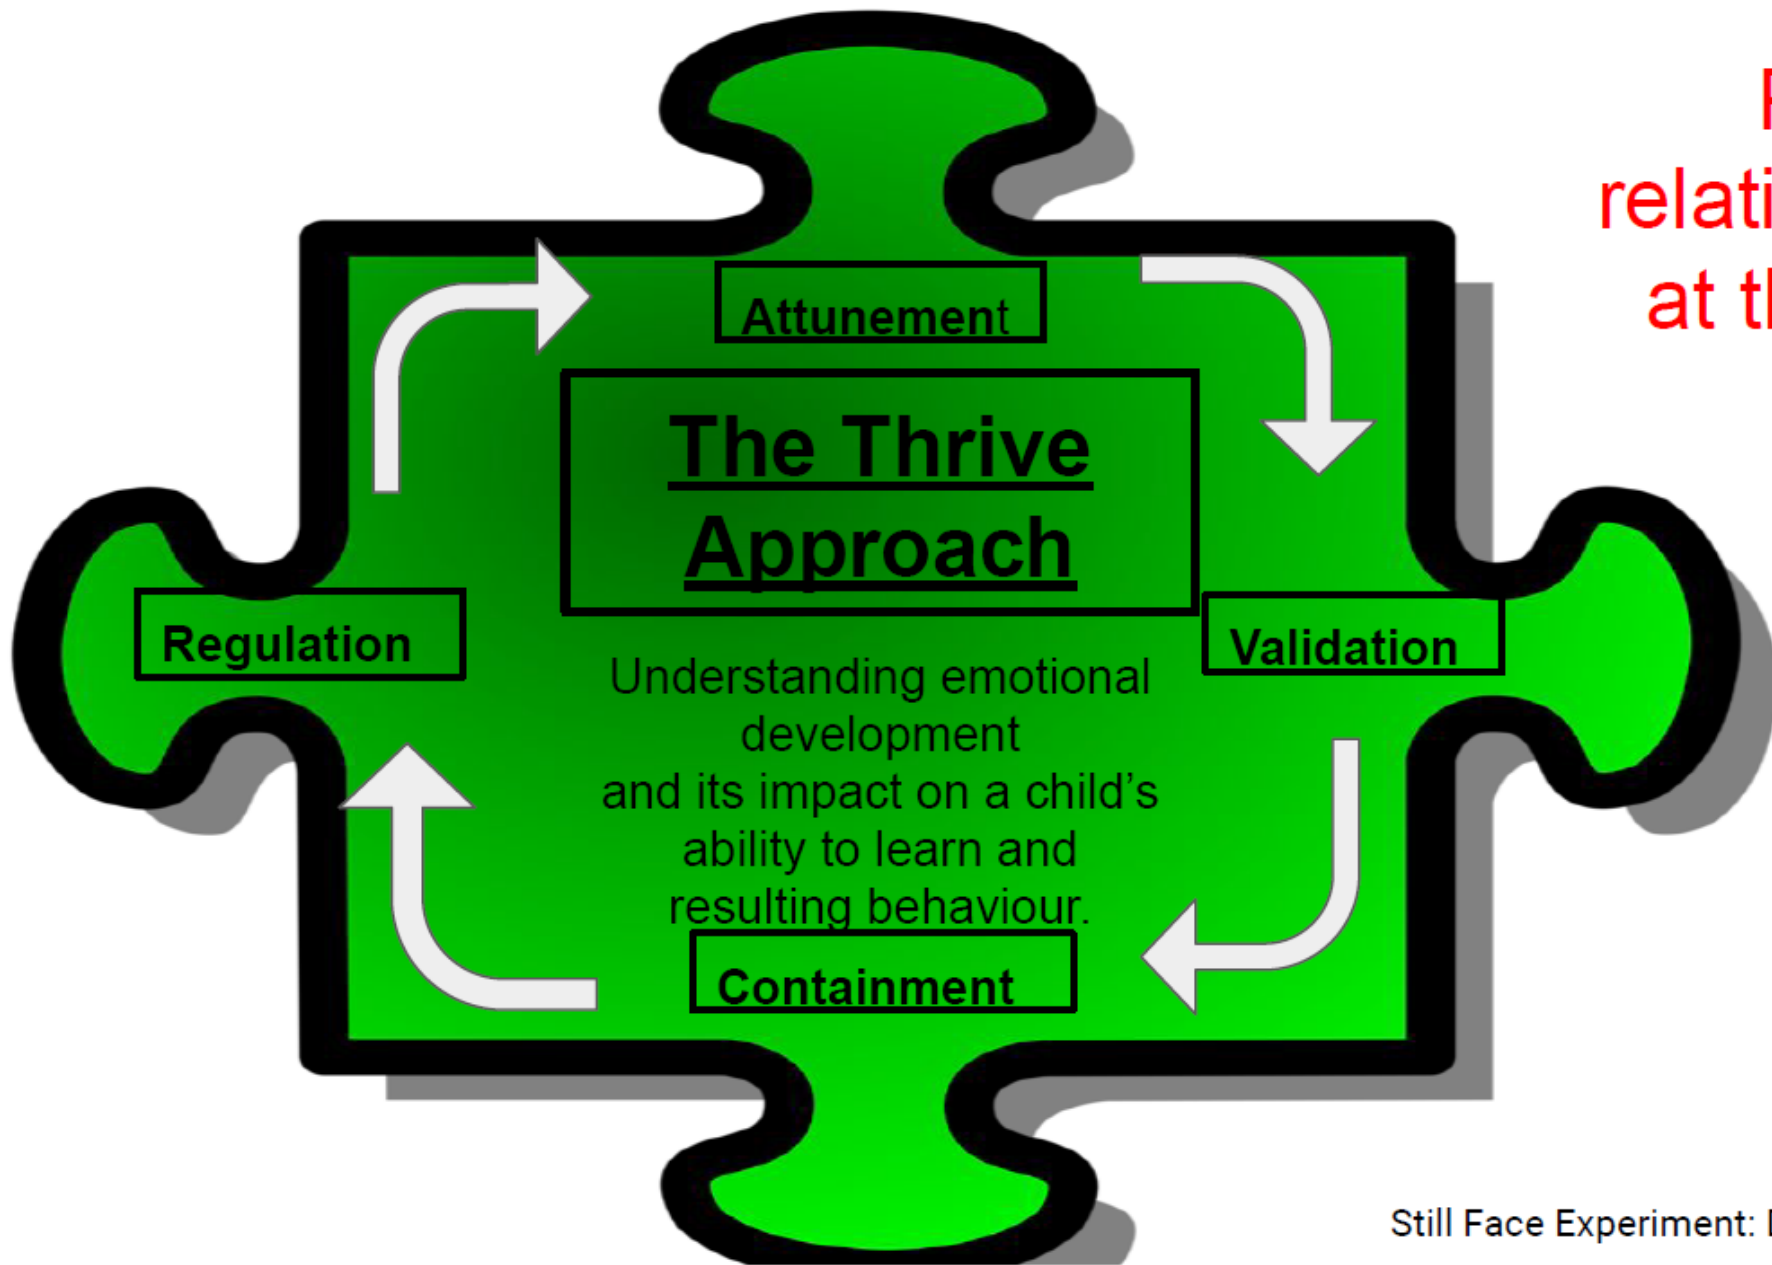 Attunement
The Thrive
Approach
Regulation
Validation
Understanding emotional
development
and its impact on a child's
ability to learn and
resulting behaviour.
Containment
at
Still Face Experiment: